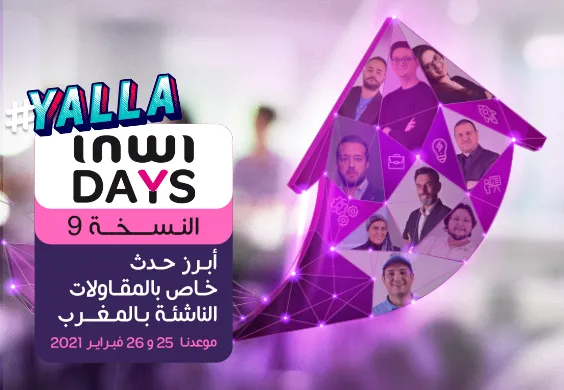 #YALLA
inwi
DAYS
النسخة 9
أبرز حدث
خاص بالمقاولات
الناشئة بالمغرب
موعدنا 25 و 26 فبراير 2021